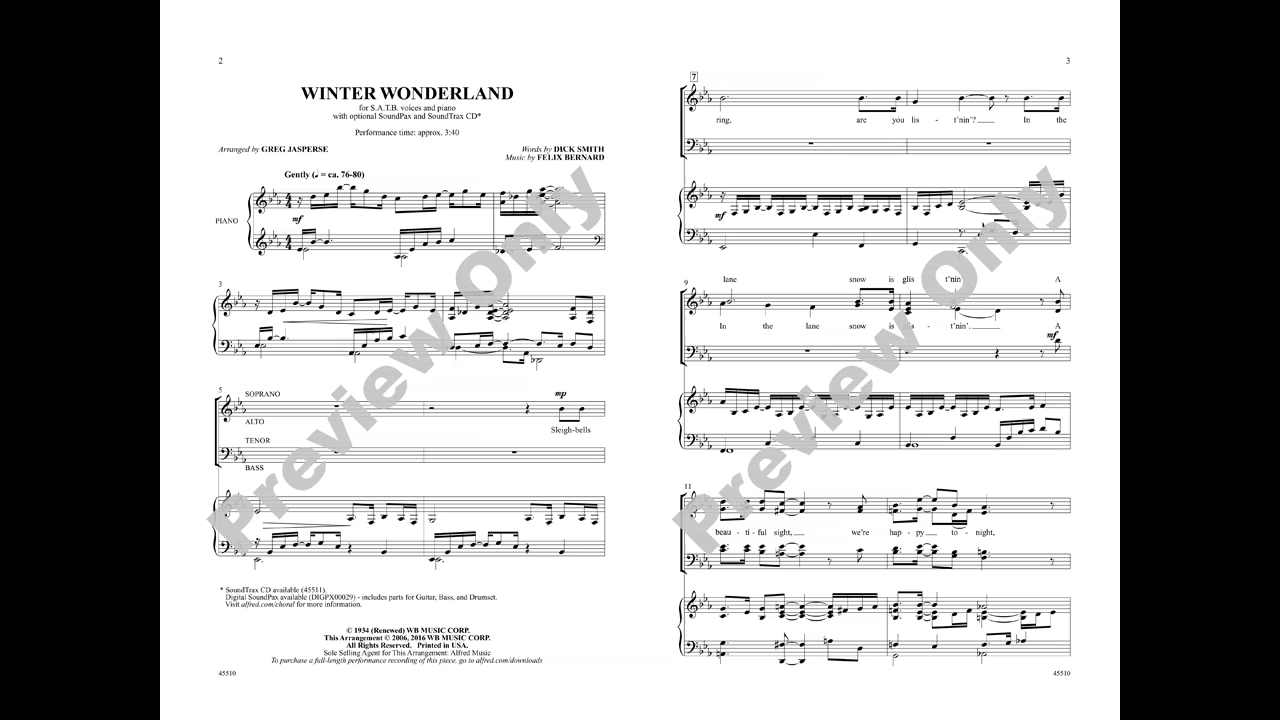 2
WINTER WONDERLAND
for S.A.T.B. voices and piano
with optional SoundPax and SoundTrax CD*
Performance time: approx. 3:40
Arranged by GREG JASPERSE
Words by DICK SMITH
Music by FELIX BERNARD
Gently (♩ = ca. 76-80)
PIANO
mf
3
5
SOPRANO
mp
ALTO
Sleigh-bells
TENOR
BASS
* SoundTrax CD available (45511).
Digital SoundPax available (DIGPX00029) - includes parts for Guitar, Bass, and Drumset.
Visit alfred.com/choral for more information.
© 1934 (Renewed) WB MUSIC CORP.
This Arrangement © 2006, 2016 WB MUSIC CORP.
All Rights Reserved. Printed in USA.
Sole Selling Agent for This Arrangement: Alfred Music
To purchase a full-length performance recording of this piece, go to alfred.com/downloads
45510
Preview Only
3
7
ring, are you lis - t'nin'? In the
mf
9
lane snow is glis t'nin' A
In the lane snow is glis - t'nin'. A
mf
11
beau - ti - ful sight, we're hap - py to - night,
45510
Preview Only